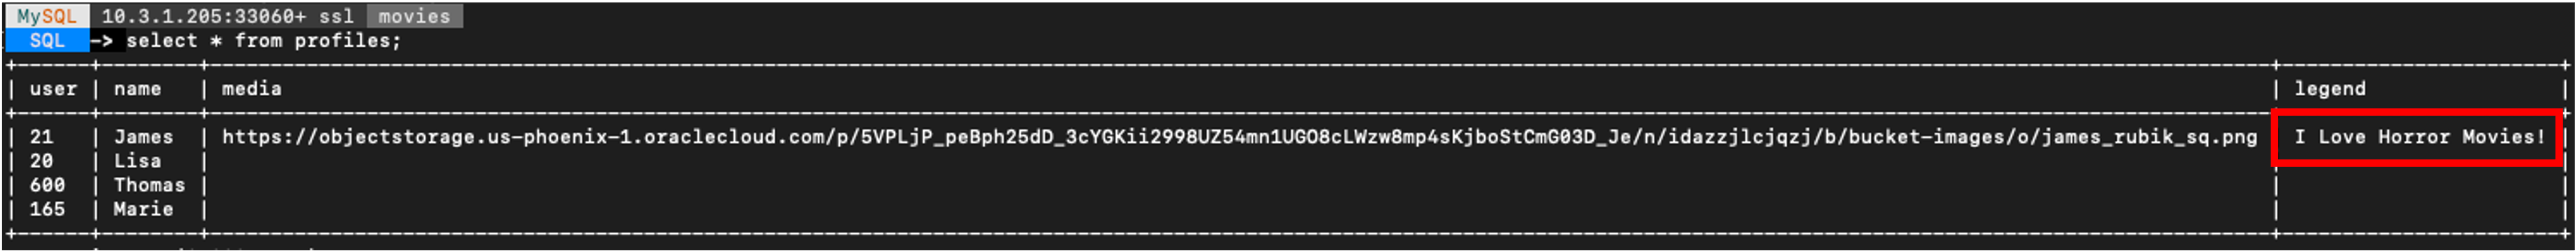 MySQL 10.3.1.205:33060+ ssl movies
SQL -> select * from profiles;
| user | name | media | legend |
| 21 | James | https://objectstorage.us-phoenix-1.oraclecloud.com/p/5VPLjP_peBph25dD_3cYGKii2998UZ54mn1UGO8cLWzw8mp4sKjboStCmG03D_Je/n/idazzjlcjqzj/b/bucket-images/o/james_rubik_sq.png | I Love Horror Movies! |
| 20 | Lisa | | |
| 600 | Thomas | | |
| 165 | Marie | | |